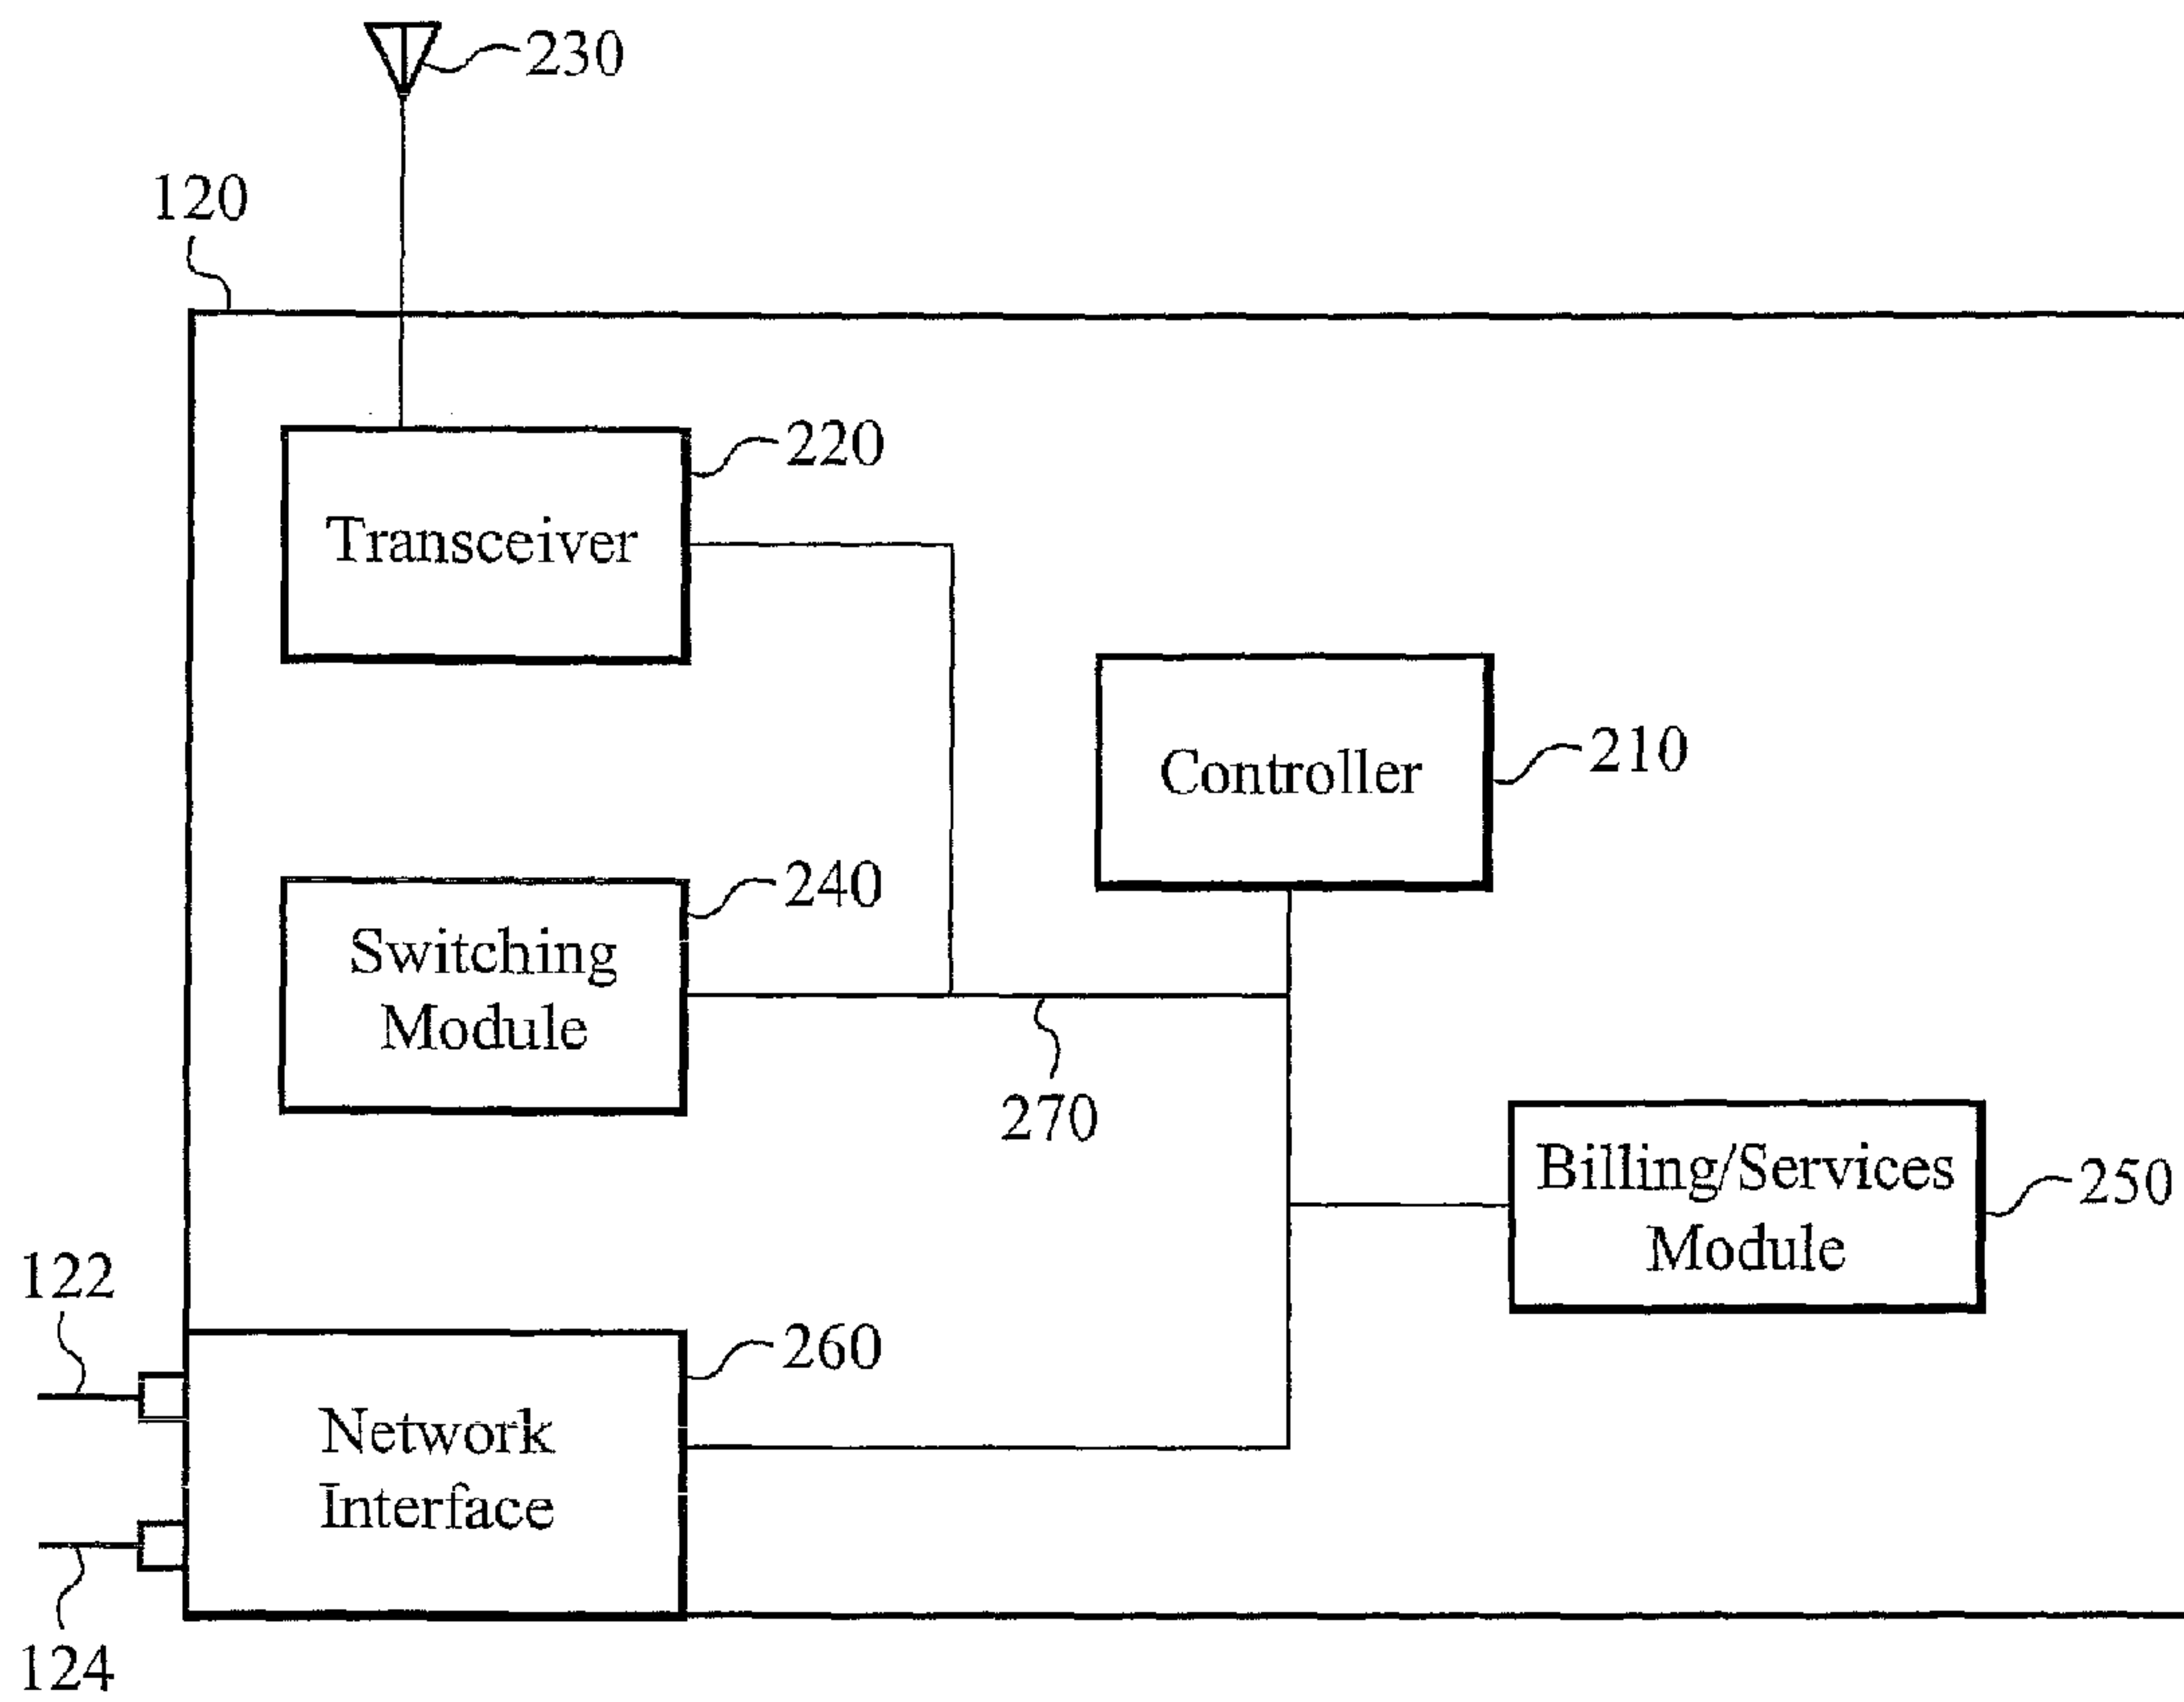 230
120
220
Transceiver
210
Controller
240
Switching
Module
270
Billing/Services
Module
250
122
260
Network
Interface
124